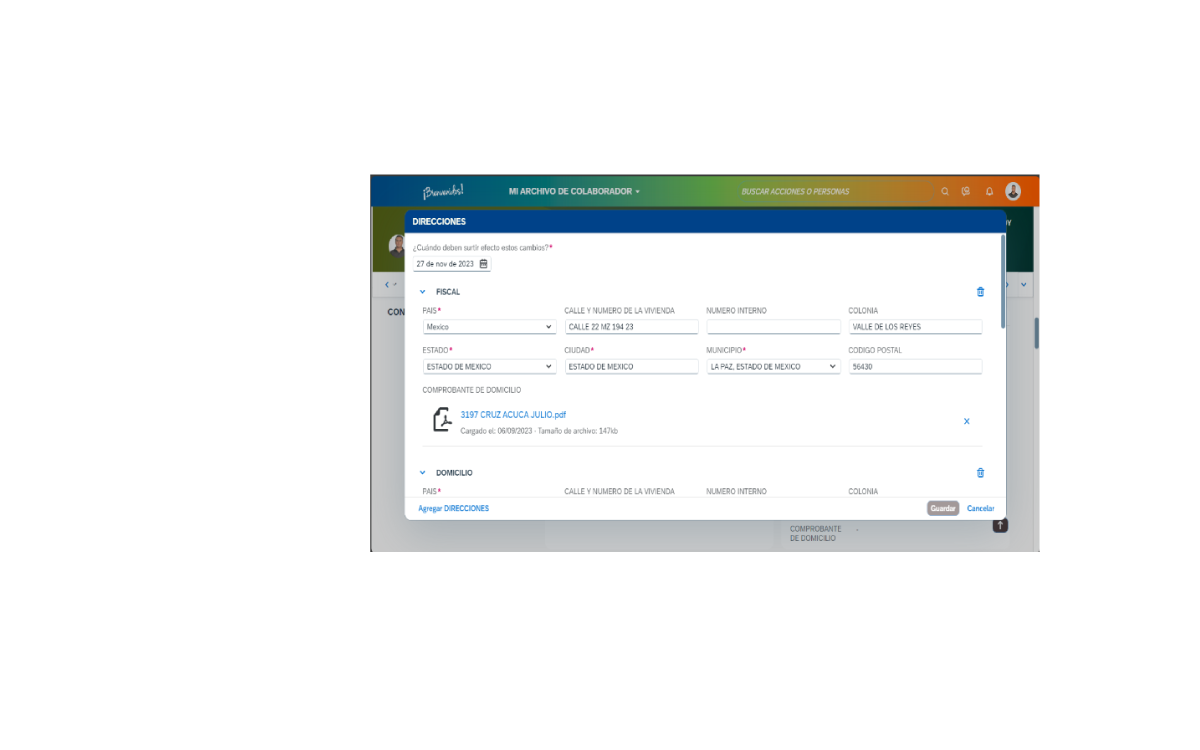 ¡Bienvenidos!
MI ARCHIVO DE COLABORADOR
BUSCAR ACCIONES O PERSONAS
DIRECCIONES
¿Cuándo deben surtir efecto estos cambios?*
27 de nov de 2023
CON
FISCAL
PAIS* CALLE Y NUMERO DE LA VIVIENDA NUMERO INTERNO COLONIA
Mexico CALLE 22 MZ 194 23 VALLE DE LOS REYES
ESTADO* CIUDAD* MUNICIPIO* CODIGO POSTAL
ESTADO DE MEXICO ESTADO DE MEXICO LA PAZ, ESTADO DE MEXICO 56430
COMPROBANTE DE DOMICILIO
3197 CRUZ ACUCA JULIO.pdf
Cargado el: 06/09/2023 - Tamaño de archivo: 147kb
DOMICILIO
PAIS* CALLE Y NUMERO DE LA VIVIENDA NUMERO INTERNO COLONIA
Agregar DIRECCIONES Guardar Cancelar
COMPROBANTE -
DE DOMICILIO